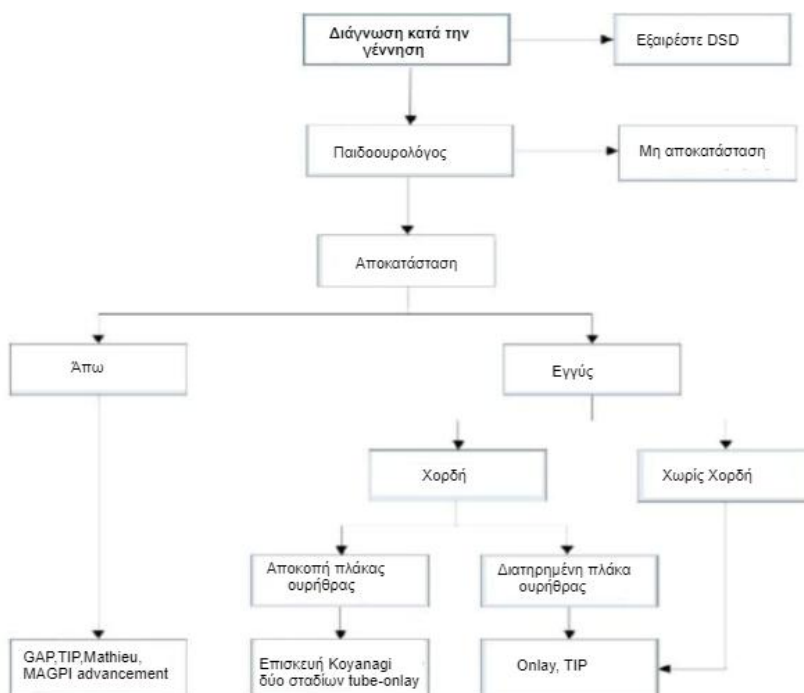 Διάγνωση κατά την
γέννηση
Εξαιρέστε DSD
Παιδοουρολόγος
Μη αποκατάσταση
Αποκατάσταση
Άπω
Εγγύς
Χορδή
Χωρίς Χορδή
Αποκοπή πλάκας
ουρήθρας
Διατηρημένη πλάκα
ουρήθρας
GAP,TIP,Mathieu,
MAGPI advancement
Επισκευή Koyanagi
δύο σταδίων tube-onlay
Onlay, TIP